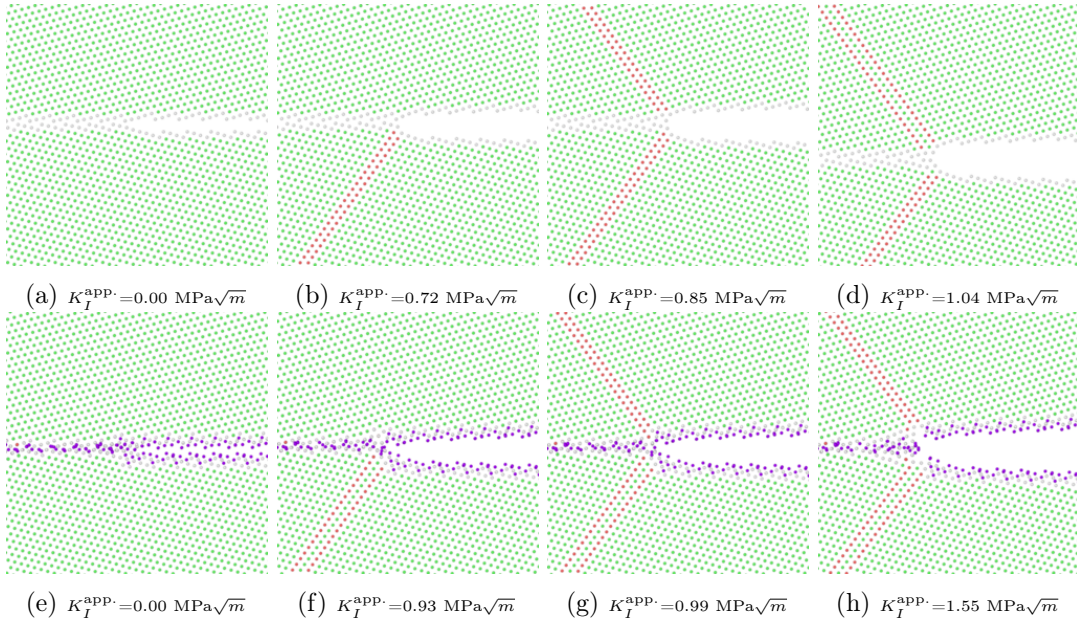 (a) K_I^app.=0.00 MPa√m (b) K_I^app.=0.72 MPa√m (c) K_I^app.=0.85 MPa√m (d) K_I^app.=1.04 MPa√m
(e) K_I^app.=0.00 MPa√m (f) K_I^app.=0.93 MPa√m (g) K_I^app.=0.99 MPa√m (h) K_I^app.=1.55 MPa√m